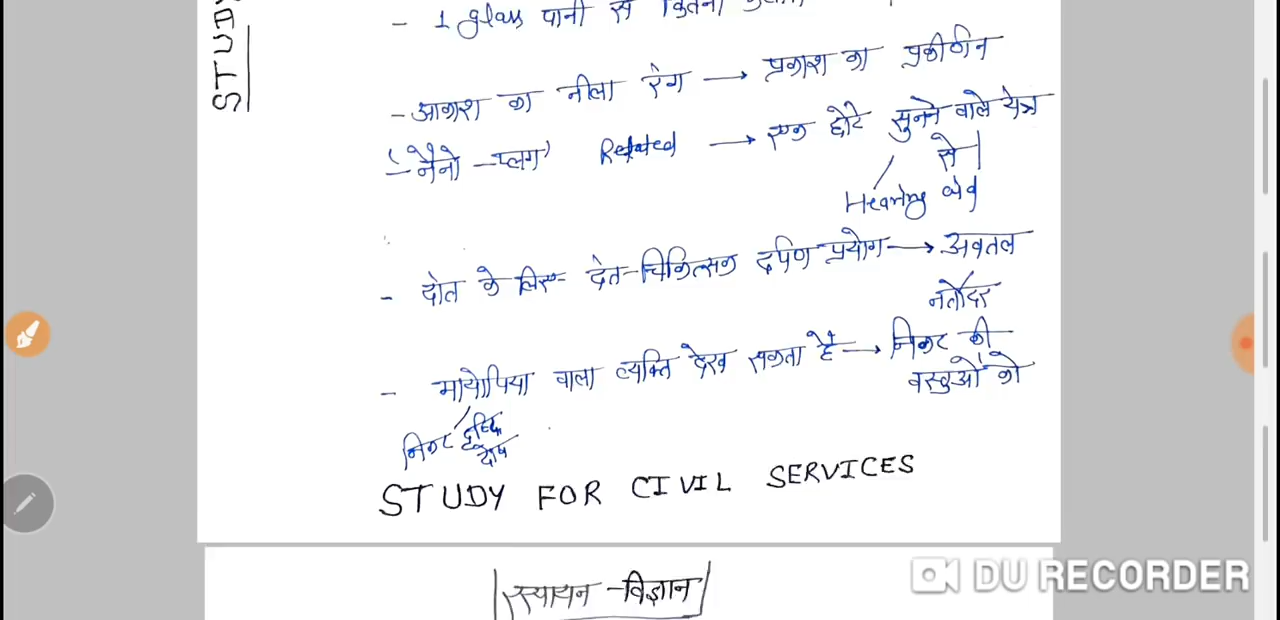 STUDY
- 1 glass पानी से कितना
- आकाश का नीला रंग → प्रकाश का प्रकीर्णन
- 'नैनो - प्लग' Related → एक छोटे सुनने वाले यंत्र
से।
Hearing
- दाँत के लिए दंत-चिकित्सक दर्पण प्रयोग → अवतल
नतोदर
- मायोपिया वाला व्यक्ति देख सकता है → निकट की
वस्तुओं को
निकट दृष्टि
दोष
STUDY FOR CIVIL SERVICES
रसायन-विज्ञान
DU RECORDER